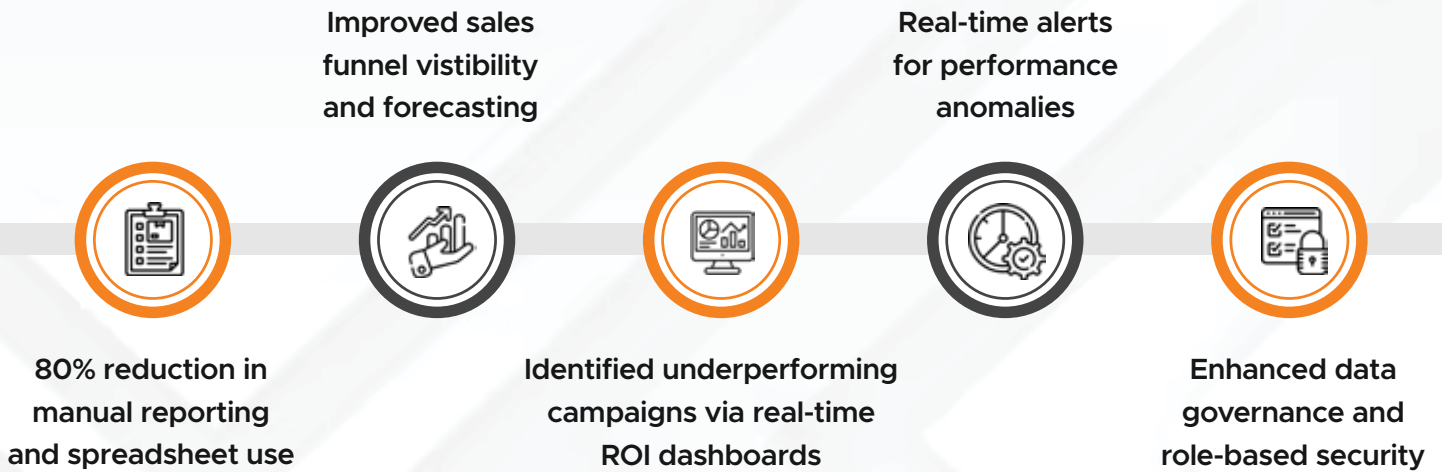 Improved sales
funnel vistibility
and forecasting
Real-time alerts
for performance
anomalies
80% reduction in
manual reporting
and spreadsheet use
Identified underperforming
campaigns via real-time
ROI dashboards
Enhanced data
governance and
role-based security